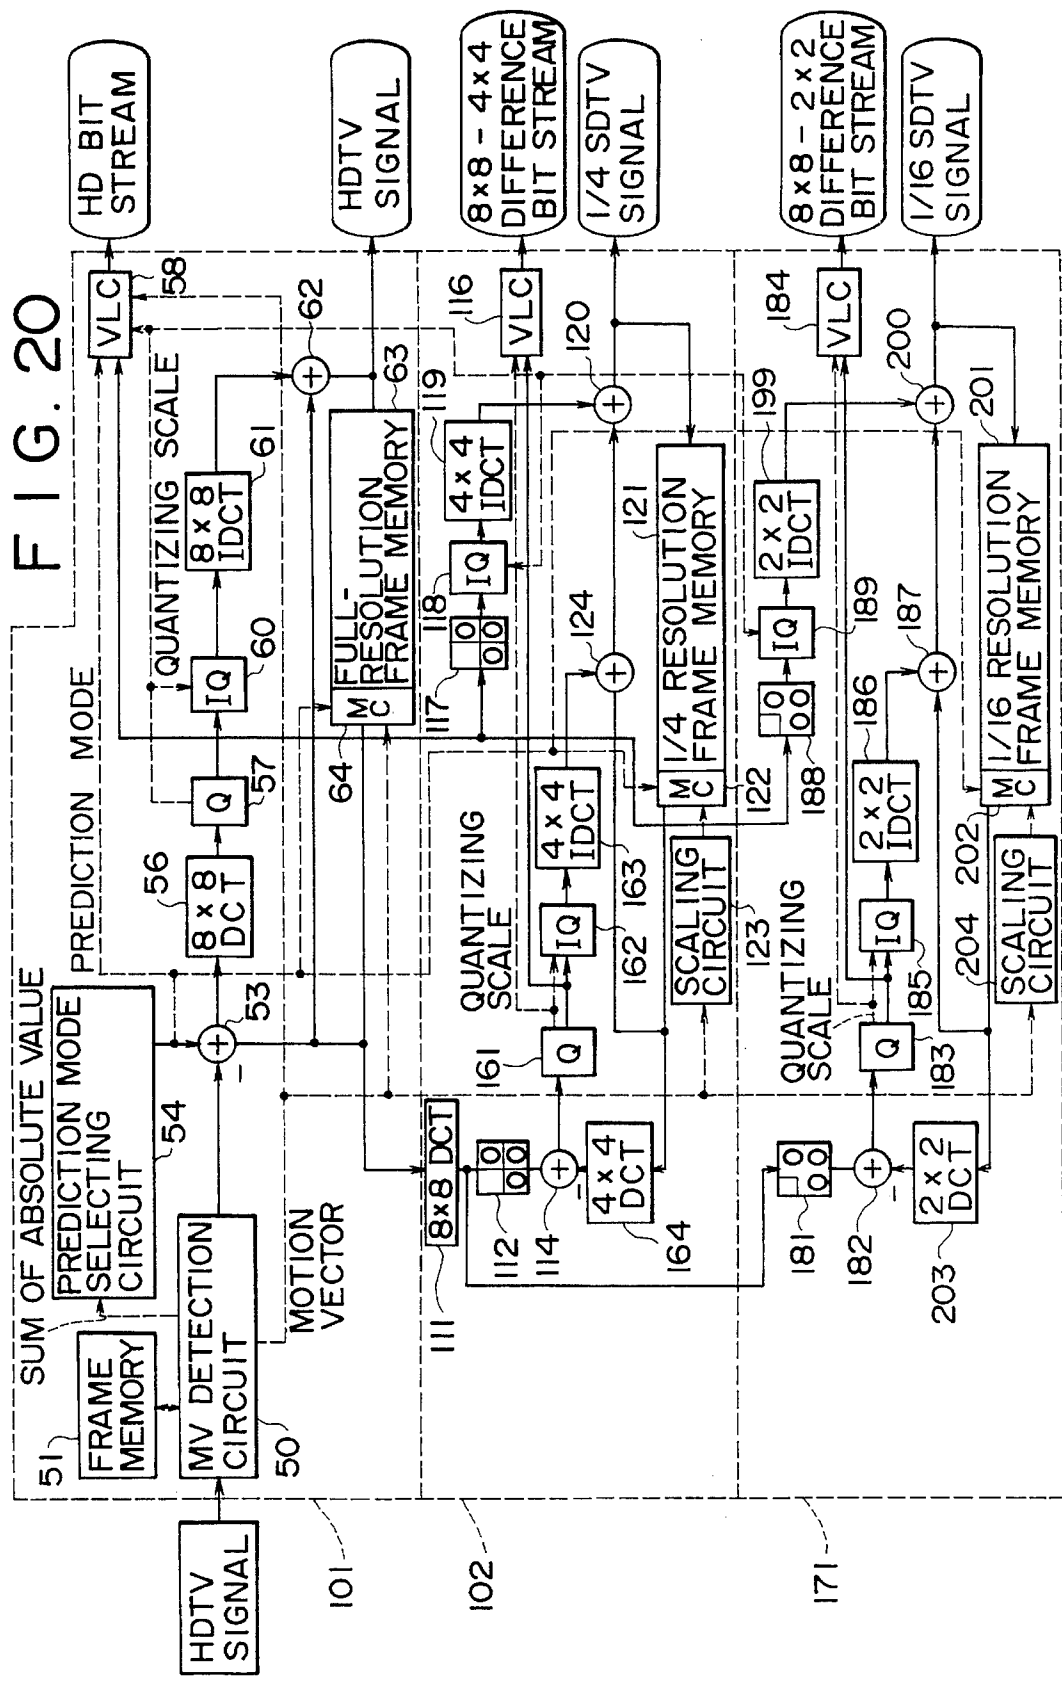 FIG. 20
HDTV
SIGNAL
51
FRAME
MEMORY
MV DETECTION
CIRCUIT
50
SUM OF ABSOLUTE VALUE
PREDICTION MODE
SELECTING
CIRCUIT
54
MOTION
VECTOR
PREDICTION MODE
−
+
53
56
8×8
DCT
Q
57
QUANTIZING SCALE
IQ
60
8×8
IDCT
61
+
62
VLC
58
HD BIT
STREAM
64
M
C
FULL-
RESOLUTION
FRAME MEMORY
63
HDTV
SIGNAL
101
111
8×8 DCT
112
O
O
O
−
+
114
4×4
DCT
164
161
Q
QUANTIZING
SCALE
IQ
162
4×4
IDCT
163
+
124
117
O
O
O
118
IQ
4×4
IDCT
119
VLC
116
8×8 - 4×4
DIFFERENCE
BIT STREAM
+
120
1/4 SDTV
SIGNAL
SCALING
CIRCUIT
123
M
C
122
1/4 RESOLUTION
FRAME MEMORY
121
102
181
O
O
O
−
+
182
2×2
DCT
203
QUANTIZING
SCALE
Q
183
IQ
185
2×2
IDCT
186
+
187
O
O
O
188
IQ
189
2×2
IDCT
199
VLC
184
8×8 - 2×2
DIFFERENCE
BIT STREAM
+
200
1/16 SDTV
SIGNAL
204
SCALING
CIRCUIT
202
M
C
1/16 RESOLUTION
FRAME MEMORY
201
171